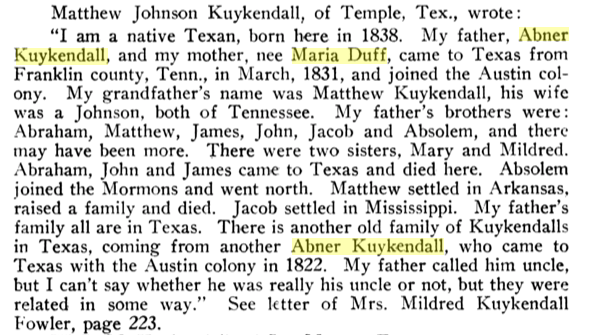 Matthew Johnson Kuykendall, of Temple, Tex., wrote:
"I am a native Texan, born here in 1838. My father, Abner
Kuykendall, and my mother, nee Maria Duff, came to Texas from
Franklin county, Tenn., in March, 1831, and joined the Austin col-
ony. My grandfather's name was Matthew Kuykendall, his wife
was a Johnson, both of Tennessee. My father's brothers were:
Abraham, Matthew, James, John, Jacob and Absolem, and there
may have been more. There were two sisters, Mary and Mildred.
Abraham, John and James came to Texas and died here. Absolem
joined the Mormons and went north. Matthew settled in Arkansas,
raised a family and died. Jacob settled in Mississippi. My father's
family all are in Texas. There is another old family of Kuykendalls
in Texas, coming from another Abner Kuykendall, who came to
Texas with the Austin colony in 1822. My father called him uncle,
but I can't say whether he was really his uncle or not, but they were
related in some way." See letter of Mrs. Mildred Kuykendall
Fowler, page 223.